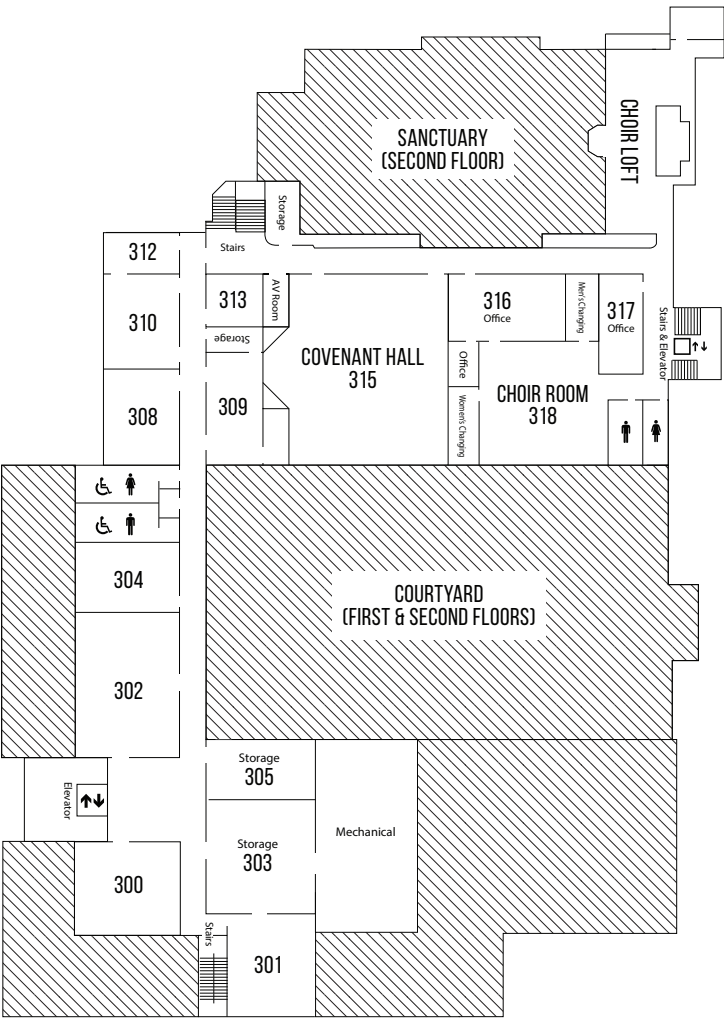 SANCTUARY
(SECOND FLOOR)
CHOIR LOFT
Storage
Stairs
312
313
AV Room
316
Office
Men's Changing
317
Office
Stairs & Elevator
310
Storage
COVENANT HALL
315
Office
CHOIR ROOM
318
308
309
Women's Changing
304
COURTYARD
(FIRST & SECOND FLOORS)
302
Storage
305
Elevator
Mechanical
Storage
303
300
Stairs
301